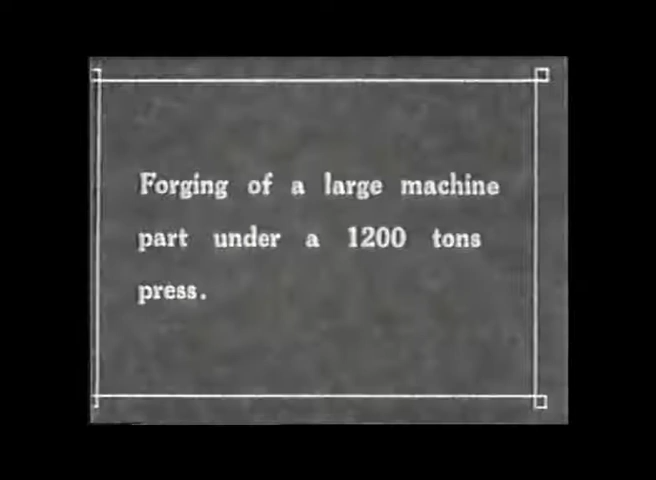 Forging of a large machine
part under a 1200 tons
press.